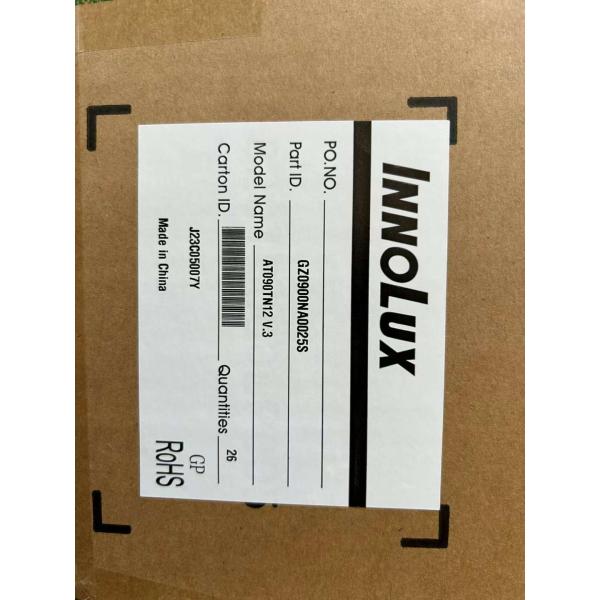 INNOLUX
PO.NO.
Part ID. GZ0900NA0025S
Model Name AT090TN12 V.3
Carton ID. Quantities 26
J23C05007Y
Made in China
GP
RoHS